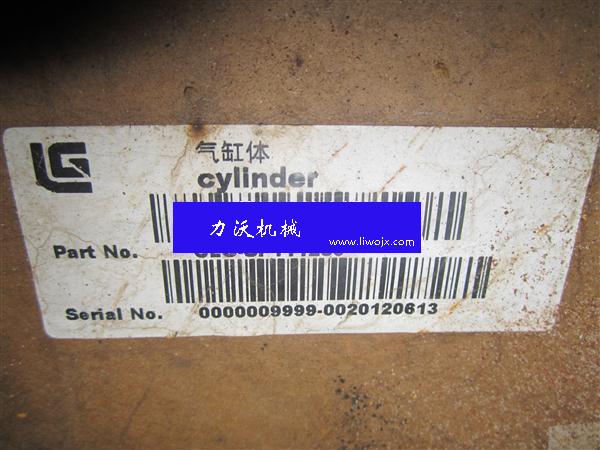 LG
气缸体
cylinder
力沃机械
www.liwojx.com
Part No.
Serial No. 0000009999-0020120613